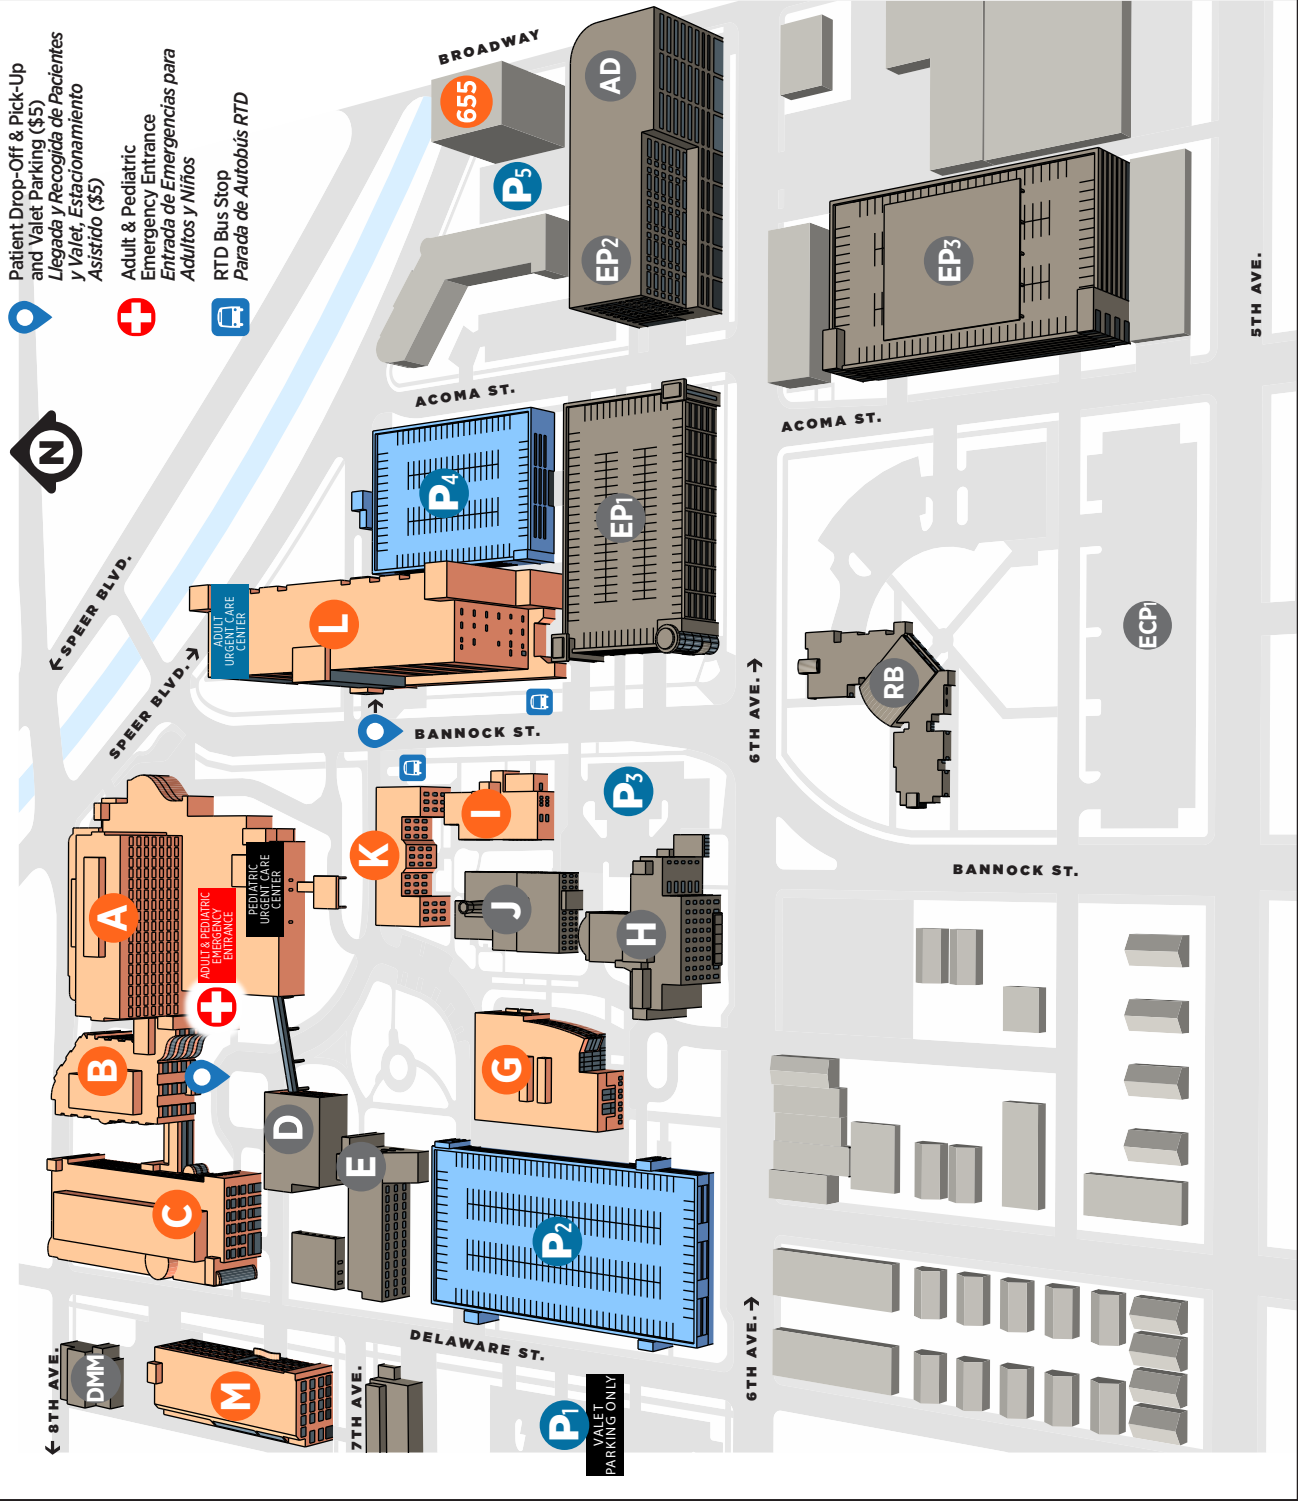 Patient Drop-Off & Pick-Up
and Valet Parking ($5)
Llegada y Recogida de Pacientes
y Valet, Estacionamiento
Asistido ($5)
Adult & Pediatric
Emergency Entrance
Entrada de Emergencias para
Adultos y Niños
RTD Bus Stop
Parada de Autobús RTD
N
BROADWAY
655
AD
P5
EP2
EP3
5TH AVE.
ACOMA ST.
ACOMA ST.
P4
EP1
←SPEER BLVD.
SPEER BLVD.→
ADULT
URGENT CARE
CENTER
L
ECP1
RB
6TH AVE.→
BANNOCK ST.
P3
I
K
A
PEDIATRIC
URGENT CARE
CENTER
ADULT & PEDIATRIC
EMERGENCY
ENTRANCE
J
H
BANNOCK ST.
B
G
D
E
C
P2
DELAWARE ST.
6TH AVE.→
← 8TH AVE.
DMM
M
7TH AVE.
P1
VALET
PARKING ONLY